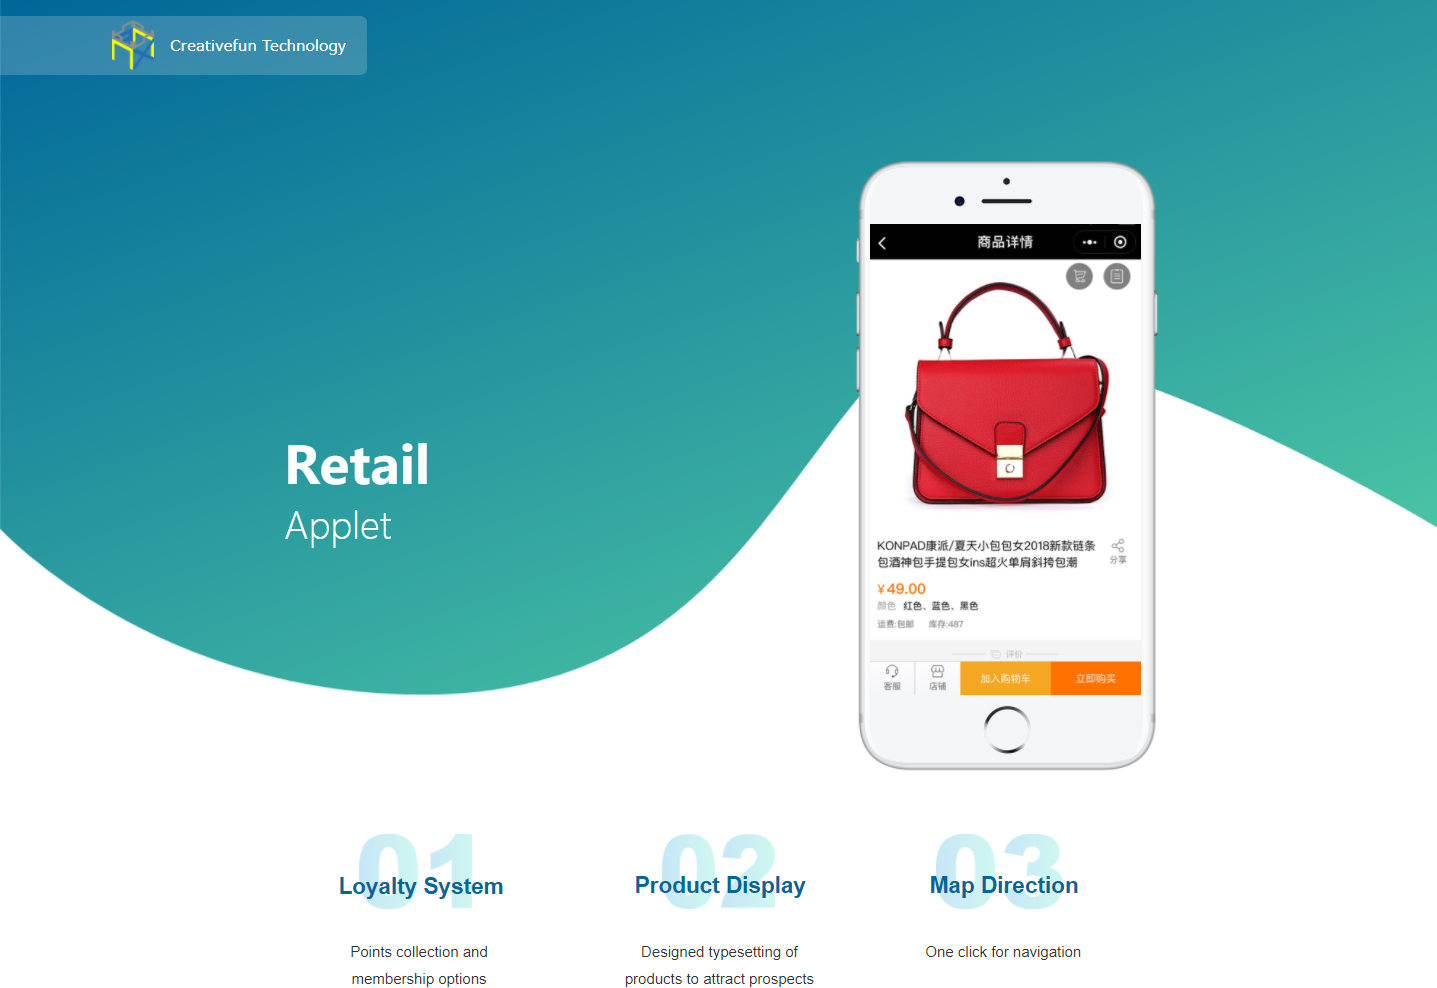 Creativefun Technology
商品详情
Retail
Applet
KONPAD康派/夏天小包包女2018新款链条
包酒神包手提包女ins超火单肩斜挎包潮
分享
¥49.00
颜色 红色、蓝色、黑色
运费:包邮 库存:487
评价
客服 店铺 加入购物车 立即购买
01 02 03
Loyalty System Product Display Map Direction
Points collection and
membership options
Designed typesetting of
products to attract prospects
One click for navigation